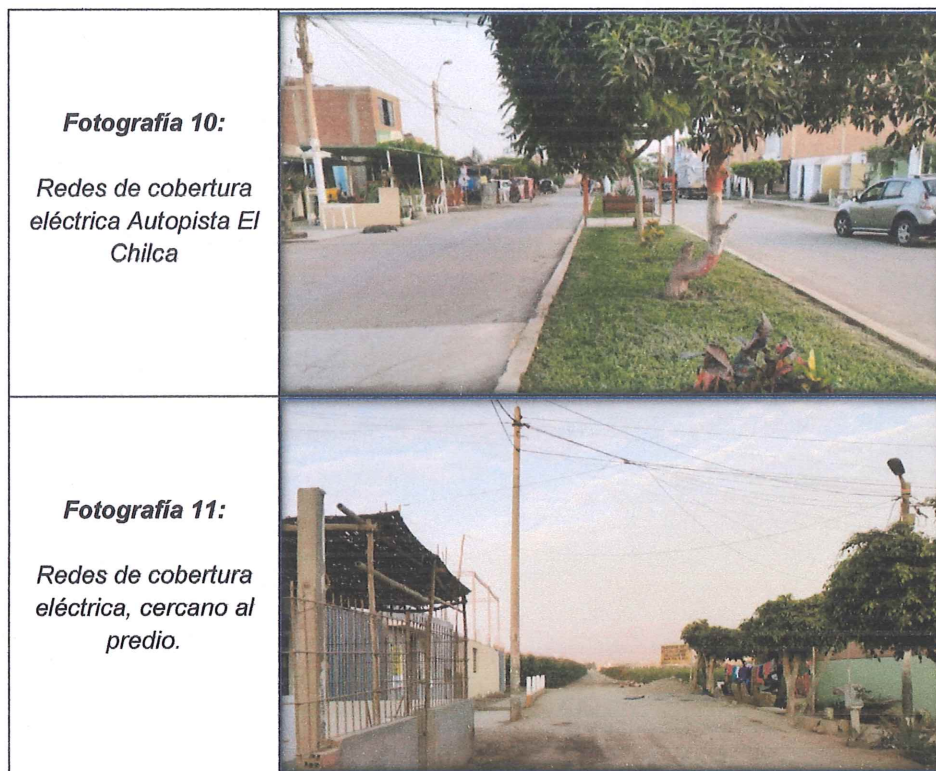 Fotografía 10:
Redes de cobertura
eléctrica Autopista El
Chilca
Fotografía 11:
Redes de cobertura
eléctrica, cercano al
predio.